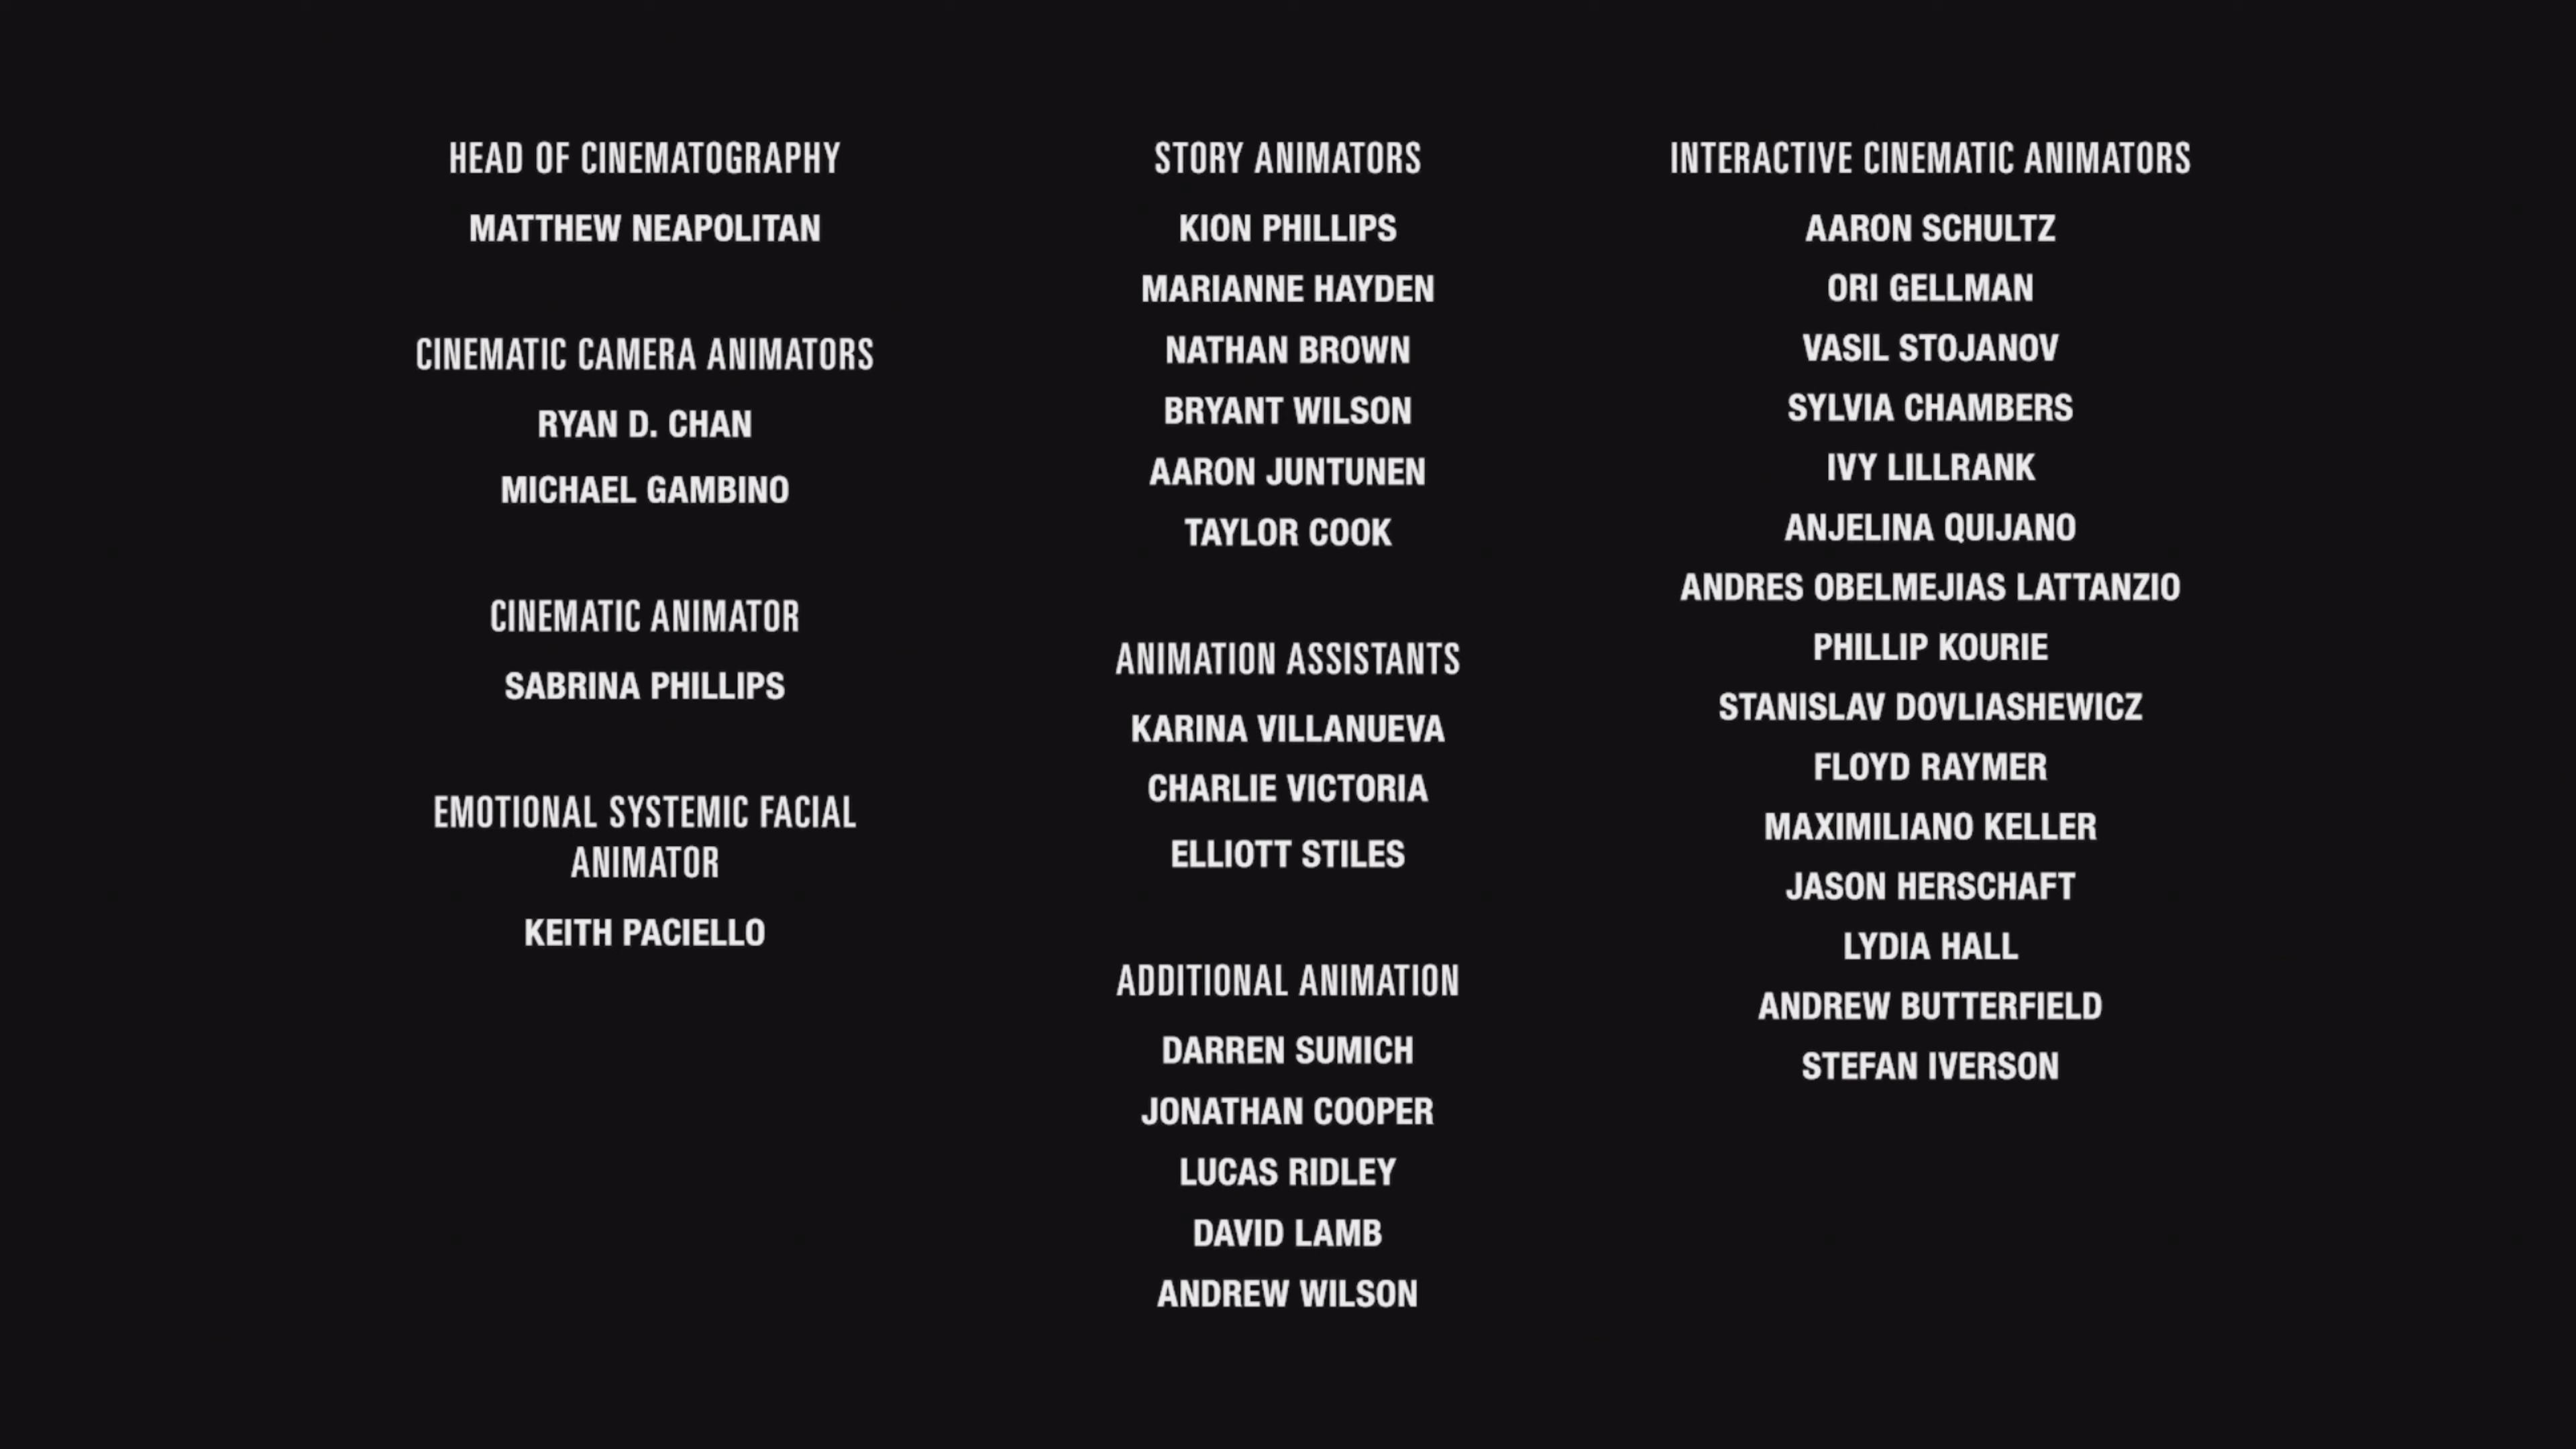 HEAD OF CINEMATOGRAPHY
MATTHEW NEAPOLITAN
CINEMATIC CAMERA ANIMATORS
RYAN D. CHAN
MICHAEL GAMBINO
CINEMATIC ANIMATOR
SABRINA PHILLIPS
EMOTIONAL SYSTEMIC FACIAL
ANIMATOR
KEITH PACIELLO
STORY ANIMATORS
KION PHILLIPS
MARIANNE HAYDEN
NATHAN BROWN
BRYANT WILSON
AARON JUNTUNEN
TAYLOR COOK
ANIMATION ASSISTANTS
KARINA VILLANUEVA
CHARLIE VICTORIA
ELLIOTT STILES
ADDITIONAL ANIMATION
DARREN SUMICH
JONATHAN COOPER
LUCAS RIDLEY
DAVID LAMB
ANDREW WILSON
INTERACTIVE CINEMATIC ANIMATORS
AARON SCHULTZ
ORI GELLMAN
VASIL STOJANOV
SYLVIA CHAMBERS
IVY LILLRANK
ANJELINA QUIJANO
ANDRES OBELMEJIAS LATTANZIO
PHILLIP KOURIE
STANISLAV DOVLIASHEWICZ
FLOYD RAYMER
MAXIMILIANO KELLER
JASON HERSCHAFT
LYDIA HALL
ANDREW BUTTERFIELD
STEFAN IVERSON